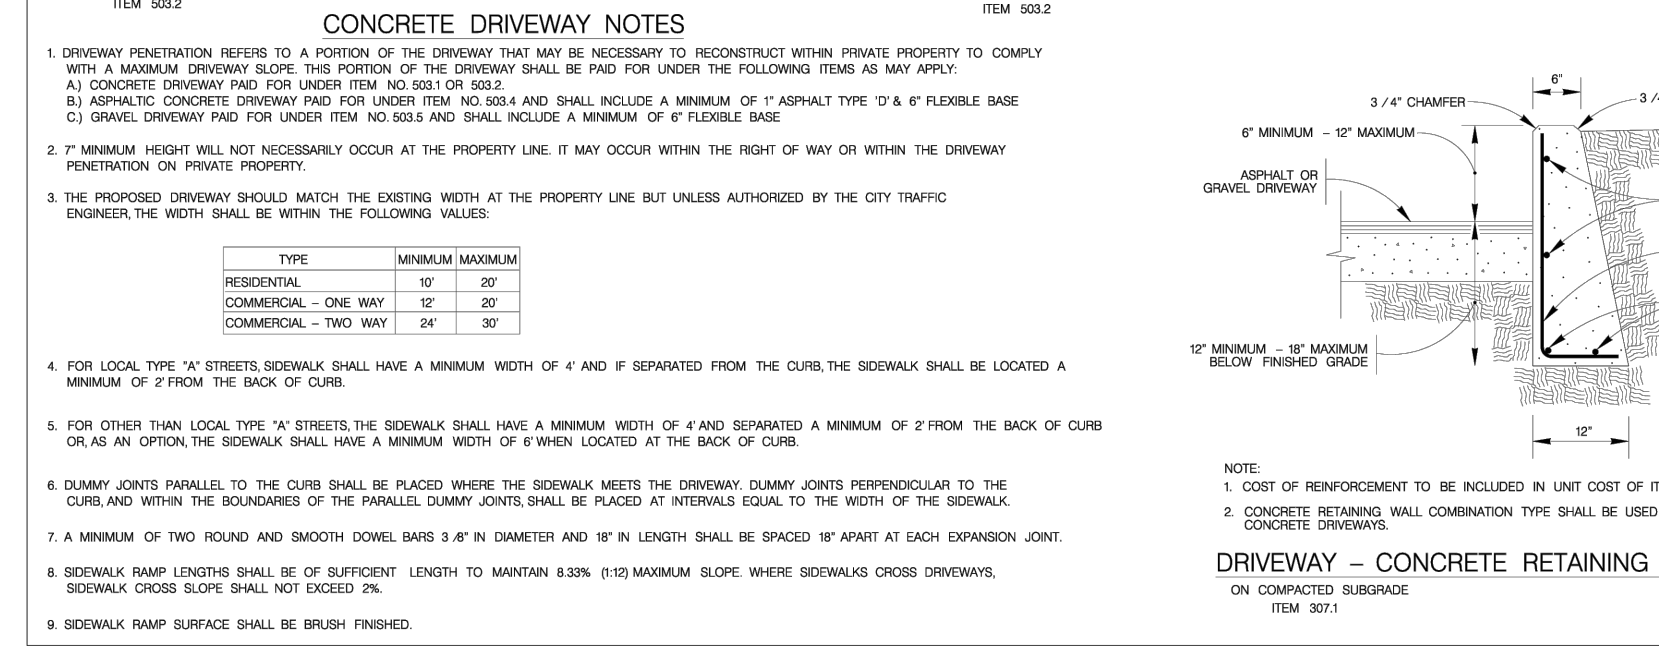 ITEM 503.2
ITEM 503.2
CONCRETE DRIVEWAY NOTES
1. DRIVEWAY PENETRATION REFERS TO A PORTION OF THE DRIVEWAY THAT MAY BE NECESSARY TO RECONSTRUCT WITHIN PRIVATE PROPERTY TO COMPLY
WITH A MAXIMUM DRIVEWAY SLOPE. THIS PORTION OF THE DRIVEWAY SHALL BE PAID FOR UNDER THE FOLLOWING ITEMS AS MAY APPLY:
A.) CONCRETE DRIVEWAY PAID FOR UNDER ITEM NO. 503.1 OR 503.2.
B.) ASPHALTIC CONCRETE DRIVEWAY PAID FOR UNDER ITEM NO. 503.4 AND SHALL INCLUDE A MINIMUM OF 1" ASPHALT TYPE 'D' & 6" FLEXIBLE BASE
C.) GRAVEL DRIVEWAY PAID FOR UNDER ITEM NO. 503.5 AND SHALL INCLUDE A MINIMUM OF 6" FLEXIBLE BASE
2. 7" MINIMUM HEIGHT WILL NOT NECESSARILY OCCUR AT THE PROPERTY LINE. IT MAY OCCUR WITHIN THE RIGHT OF WAY OR WITHIN THE DRIVEWAY
PENETRATION ON PRIVATE PROPERTY.
3. THE PROPOSED DRIVEWAY SHOULD MATCH THE EXISTING WIDTH AT THE PROPERTY LINE BUT UNLESS AUTHORIZED BY THE CITY TRAFFIC
ENGINEER, THE WIDTH SHALL BE WITHIN THE FOLLOWING VALUES:
TYPE MINIMUM MAXIMUM
RESIDENTIAL 10' 20'
COMMERCIAL - ONE WAY 12' 20'
COMMERCIAL - TWO WAY 24' 30'
4. FOR LOCAL TYPE "A" STREETS, SIDEWALK SHALL HAVE A MINIMUM WIDTH OF 4' AND IF SEPARATED FROM THE CURB, THE SIDEWALK SHALL BE LOCATED A
MINIMUM OF 2' FROM THE BACK OF CURB.
5. FOR OTHER THAN LOCAL TYPE "A" STREETS, THE SIDEWALK SHALL HAVE A MINIMUM WIDTH OF 4' AND SEPARATED A MINIMUM OF 2' FROM THE BACK OF CURB
OR, AS AN OPTION, THE SIDEWALK SHALL HAVE A MINIMUM WIDTH OF 6' WHEN LOCATED AT THE BACK OF CURB.
6. DUMMY JOINTS PARALLEL TO THE CURB SHALL BE PLACED WHERE THE SIDEWALK MEETS THE DRIVEWAY. DUMMY JOINTS PERPENDICULAR TO THE
CURB, AND WITHIN THE BOUNDARIES OF THE PARALLEL DUMMY JOINTS, SHALL BE PLACED AT INTERVALS EQUAL TO THE WIDTH OF THE SIDEWALK.
7. A MINIMUM OF TWO ROUND AND SMOOTH DOWEL BARS 3/8" IN DIAMETER AND 18" IN LENGTH SHALL BE SPACED 18" APART AT EACH EXPANSION JOINT.
8. SIDEWALK RAMP LENGTHS SHALL BE OF SUFFICIENT LENGTH TO MAINTAIN 8.33% (1:12) MAXIMUM SLOPE. WHERE SIDEWALKS CROSS DRIVEWAYS,
SIDEWALK CROSS SLOPE SHALL NOT EXCEED 2%.
9. SIDEWALK RAMP SURFACE SHALL BE BRUSH FINISHED.
6"
3/4" CHAMFER
6" MINIMUM - 12" MAXIMUM
ASPHALT OR
GRAVEL DRIVEWAY
12" MINIMUM - 18" MAXIMUM
BELOW FINISHED GRADE
12"
NOTE:
1. COST OF REINFORCEMENT TO BE INCLUDED IN UNIT COST OF
2. CONCRETE RETAINING WALL COMBINATION TYPE SHALL BE USED
CONCRETE DRIVEWAYS.
DRIVEWAY - CONCRETE RETAINING
ON COMPACTED SUBGRADE
ITEM 307.1